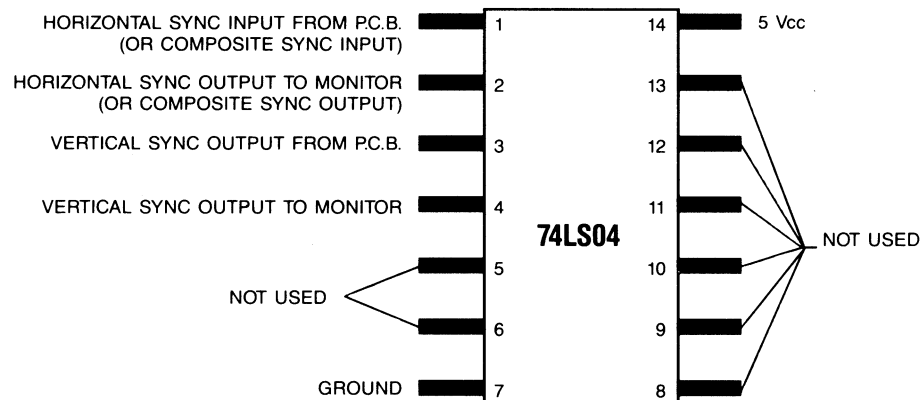 HORIZONTAL SYNC INPUT FROM P.C.B.
(OR COMPOSITE SYNC INPUT)
1
14
5 Vcc
HORIZONTAL SYNC OUTPUT TO MONITOR
(OR COMPOSITE SYNC OUTPUT)
2
13
VERTICAL SYNC OUTPUT FROM P.C.B.
3
12
VERTICAL SYNC OUTPUT TO MONITOR
4
11
74LS04
NOT USED
5
10
NOT USED
6
9
GROUND
7
8